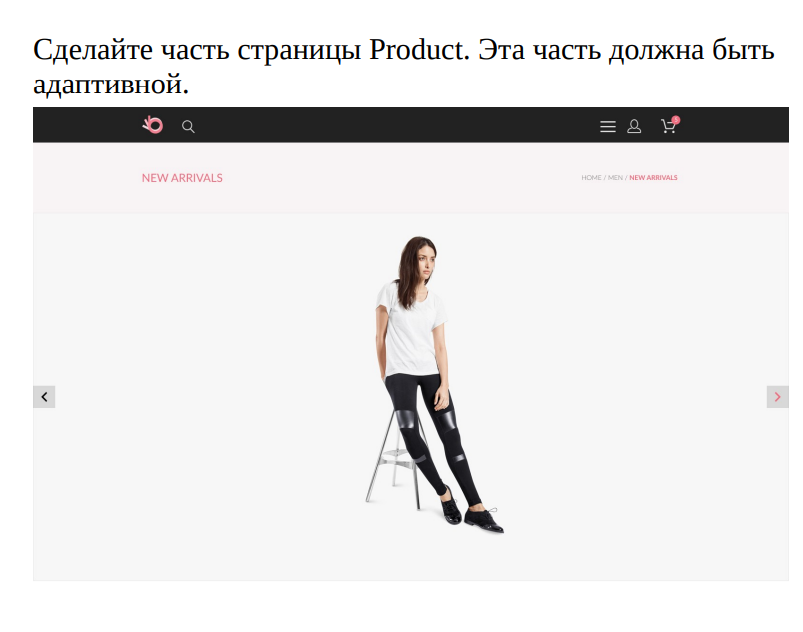 Сделайте часть страницы Product. Эта часть должна быть
адаптивной.
NEW ARRIVALS
HOME / MEN / NEW ARRIVALS